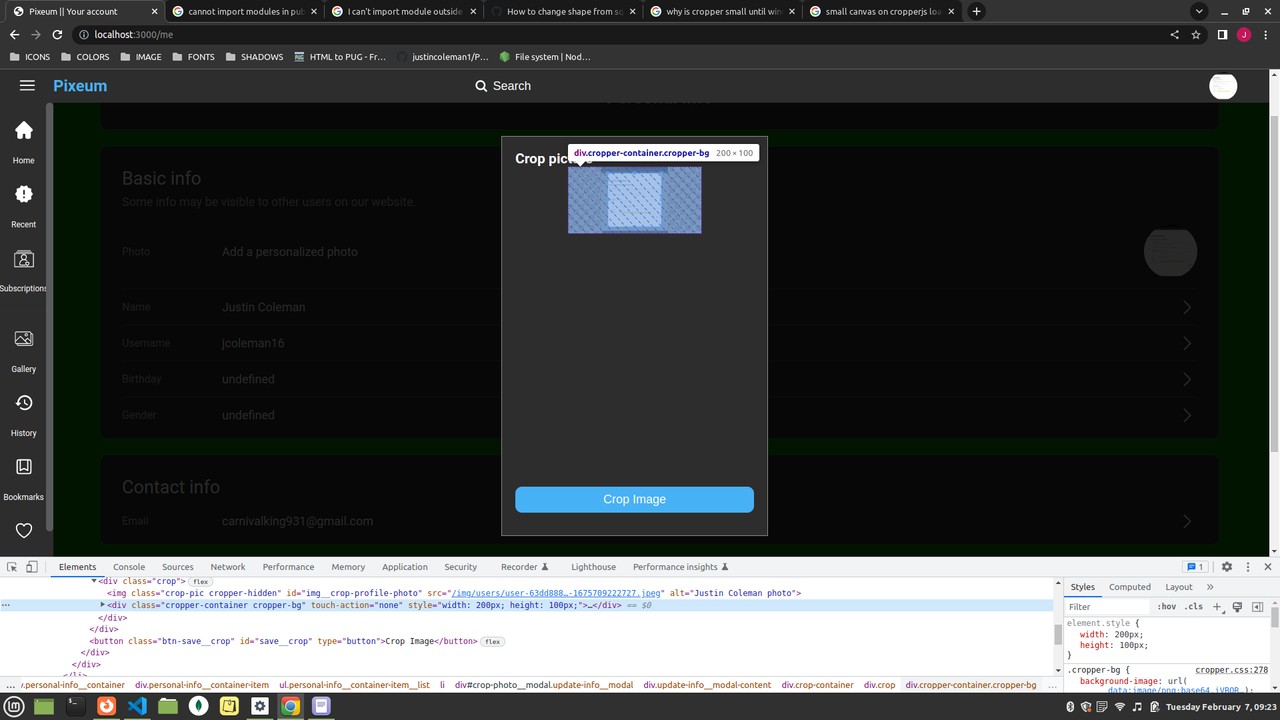 Pixeum || Your account
cannot import modules in pu
I can't import module outside
How to change shape from sq
why is cropper small until win
small canvas on cropperjs loa
localhost:3000/me
J
ICONS
COLORS
IMAGE
FONTS
SHADOWS
HTML to PUG - Fr…
justincoleman1/P…
File system | Nod…
Pixeum
Search
Home
Recent
Subscriptions
Gallery
History
Bookmarks
Basic info
Some info may be visible to other users on our website.
Photo
Add a personalized photo
Name
Justin Coleman
Username
jcoleman16
Birthday
undefined
Gender
undefined
Contact info
Email
carnivalking931@gmail.com
Crop pic
div.cropper-container.cropper-bg 200 × 100
Crop Image
Elements
Console
Sources
Network
Performance
Memory
Application
Security
Recorder
Lighthouse
Performance insights
1
<div class="crop"> flex
<img class="crop-pic cropper-hidden" id="img__crop-profile-photo" src="/img/users/user-63dd888…-1675709222727.jpeg" alt="Justin Coleman photo">
… <div class="cropper-container cropper-bg" touch-action="none" style="width: 200px; height: 100px;">…</div> == $0
</div>
</div>
<button class="btn-save__crop" id="save__crop" type="button">Crop Image</button> flex
</div>
</div>
</li>
… v.personal-info__container div.personal-info__container-item ul.personal-info__container-item__list li div#crop-photo__modal.update-info__modal div.update-info__modal-content div.crop-container div.crop div.cropper-container.cropper-bg …
Styles
Computed
Layout
Filter
:hov
.cls
element.style {
width: 200px;
height: 100px;
}
.cropper-bg {
cropper.css:278
background-image: url(
Tuesday February 7, 09:23